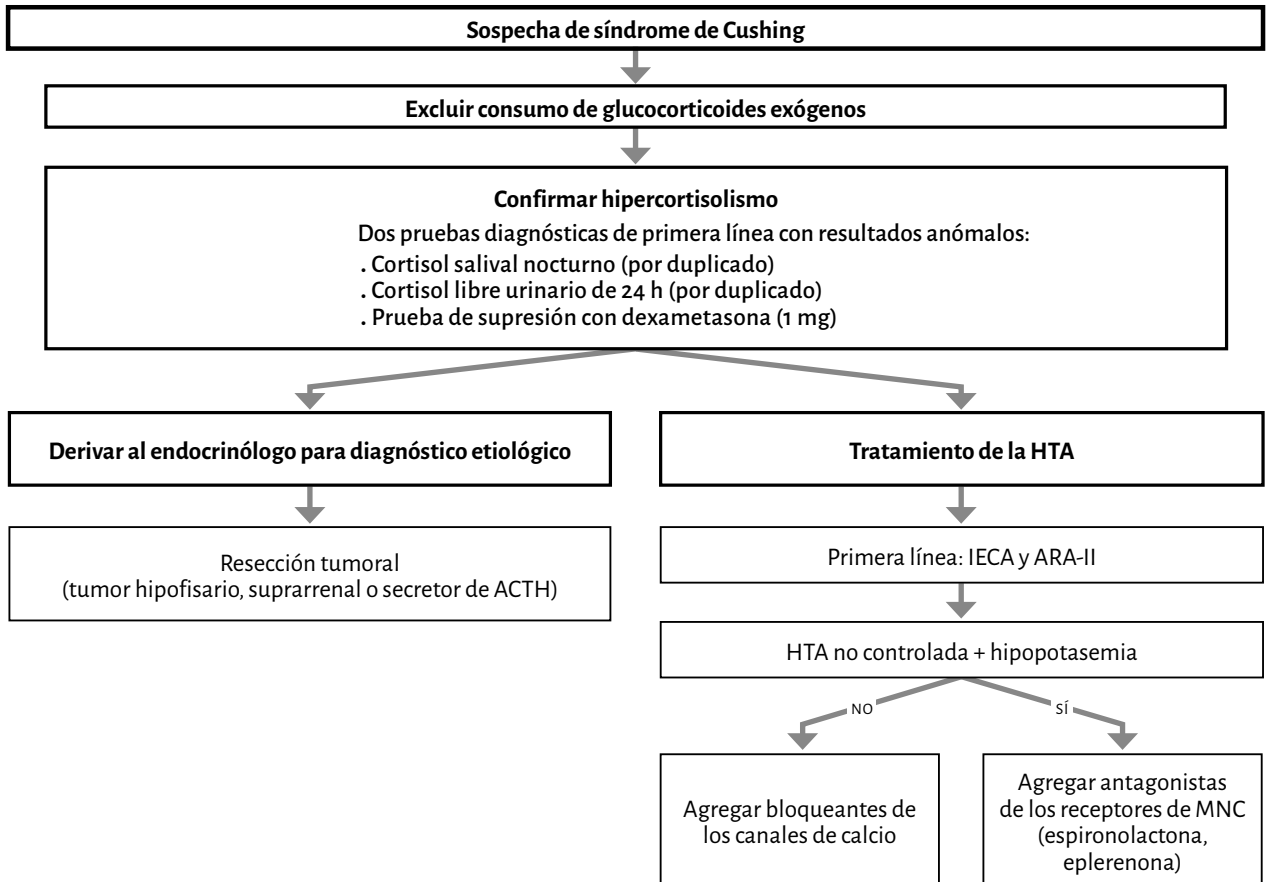 Sospecha de síndrome de Cushing
Excluir consumo de glucocorticoides exógenos
Confirmar hipercortisolismo
Dos pruebas diagnósticas de primera línea con resultados anómalos:
. Cortisol salival nocturno (por duplicado)
. Cortisol libre urinario de 24 h (por duplicado)
. Prueba de supresión con dexametasona (1 mg)
Derivar al endocrinólogo para diagnóstico etiológico
Resección tumoral
(tumor hipofisario, suprarrenal o secretor de ACTH)
Tratamiento de la HTA
Primera línea: IECA y ARA-II
HTA no controlada + hipopotasemia
NO
SÍ
Agregar bloqueantes de
los canales de calcio
Agregar antagonistas
de los receptores de MNC
(espironolactona,
eplerenona)